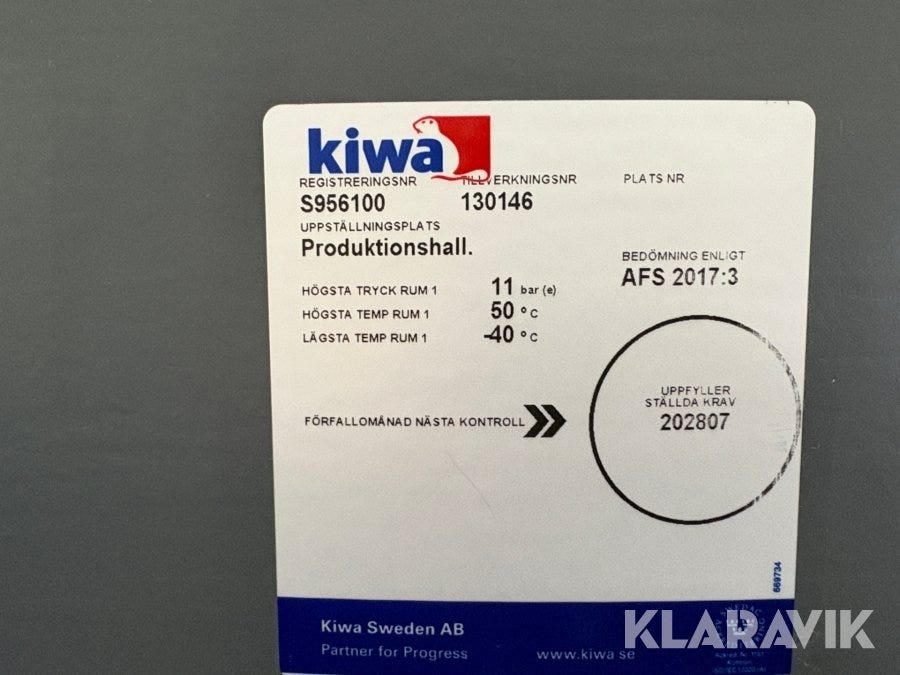 kiwa
REGISTRERINGSNR TILLVERKNINGSNR PLATS NR
S956100 130146
UPPSTÄLLNINGSPLATS
Produktionshall.
BEDÖMNING ENLIGT
AFS 2017:3
HÖGSTA TRYCK RUM 1 11 bar (e)
HÖGSTA TEMP RUM 1 50 °C
LÄGSTA TEMP RUM 1 -40 °C
UPPFYLLER
STÄLLDA KRAV
202807
FÖRFALLOMÅNAD NÄSTA KONTROLL
669734
Kiwa Sweden AB
Partner for Progress www.kiwa.se
KLARAVIK